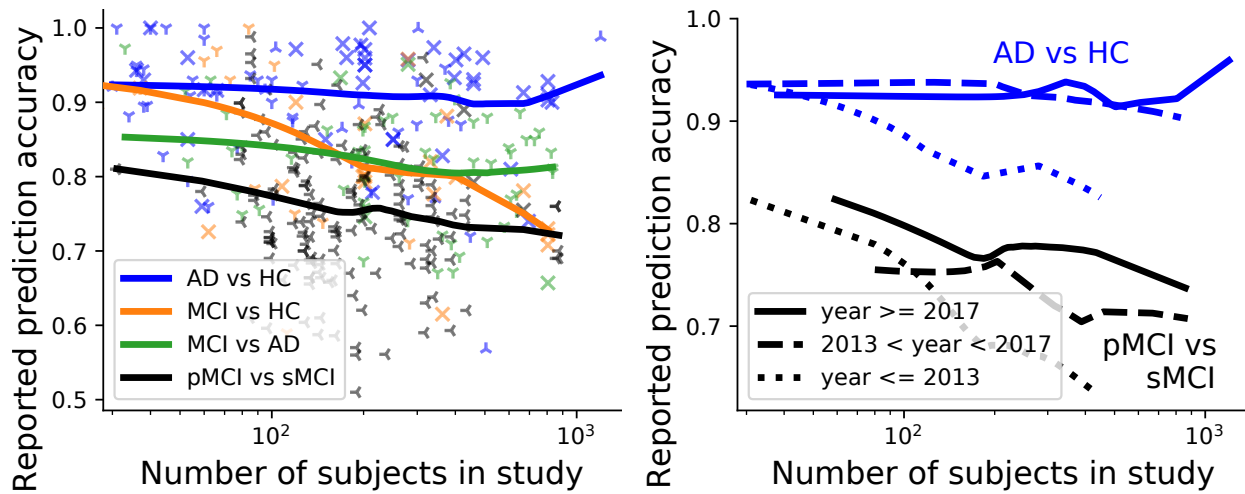 Reported prediction accuracy
1.0
0.9
0.8
0.7
0.6
0.5
AD vs HC
MCI vs HC
MCI vs AD
pMCI vs sMCI
10²
10³
Number of subjects in study
Reported prediction accuracy
1.0
0.9
0.8
0.7
AD vs HC
year >= 2017
2013 < year < 2017
year <= 2013
pMCI vs
sMCI
10²
10³
Number of subjects in study